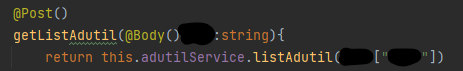 @Post()
getListAdutil(@Body() :string){
return this.adutilService.listAdutil( [" "])